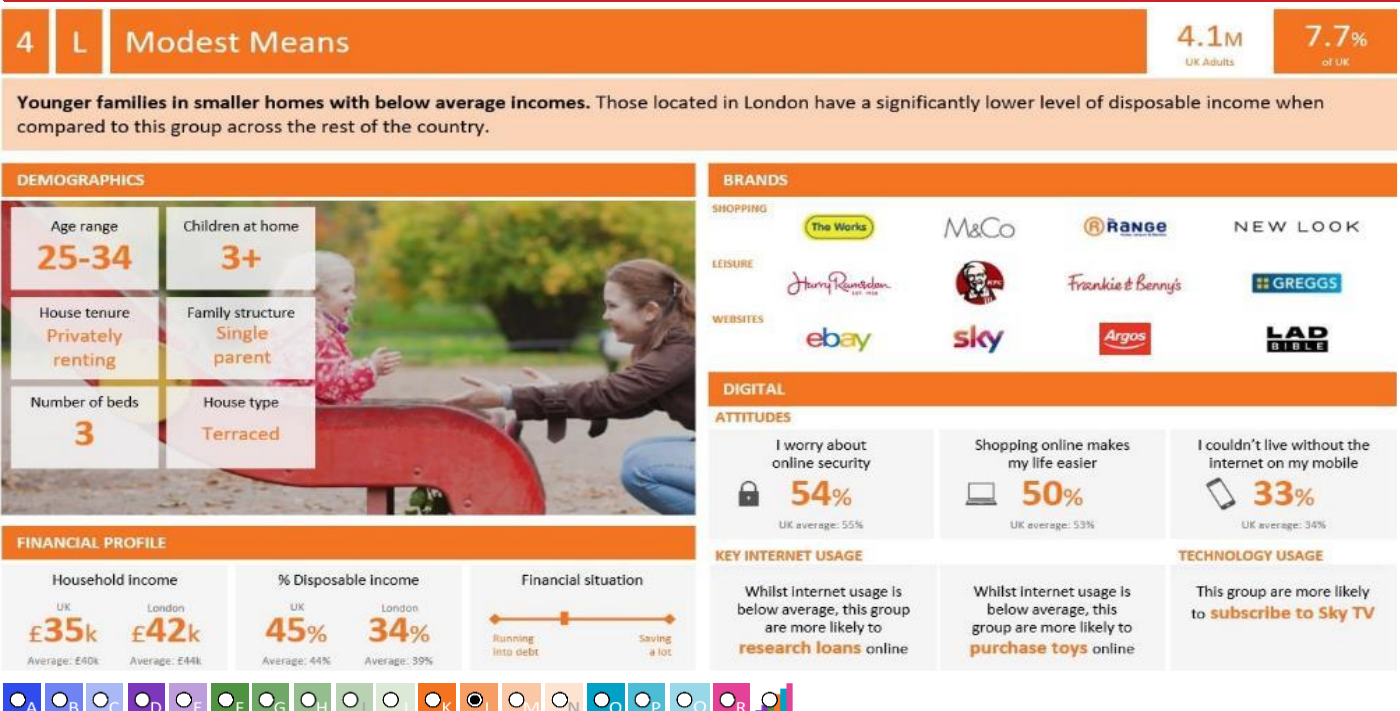 4 L Modest Means
4.1M
UK Adults
7.7%
of UK
Younger families in smaller homes with below average incomes. Those located in London have a significantly lower level of disposable income when
compared to this group across the rest of the country.
DEMOGRAPHICS
Age range
25-34
Children at home
3+
House tenure
Privately
renting
Family structure
Single
parent
Number of beds
3
House type
Terraced
FINANCIAL PROFILE
Household income
UK London
£35k £42k
Average: £40k Average: £44k
% Disposable income
UK London
45% 34%
Average: 44% Average: 39%
Financial situation
Running
into debt
Saving
a lot
BRANDS
SHOPPING
The Works M&Co The RANGE NEW LOOK
LEISURE
Harry Ramsden EST. 1928 KFC Frankie & Benny's GREGGS
WEBSITES
ebay sky Argos LAD
BIBLE
DIGITAL
ATTITUDES
I worry about
online security
54%
UK average: 55%
Shopping online makes
my life easier
50%
UK average: 53%
I couldn't live without the
internet on my mobile
33%
UK average: 34%
KEY INTERNET USAGE
Whilst internet usage is
below average, this group
are more likely to
research loans online
Whilst internet usage is
below average, this
group are more likely to
purchase toys online
TECHNOLOGY USAGE
This group are more likely
to subscribe to Sky TV
A B C D E F G H I J K L M N O P Q R